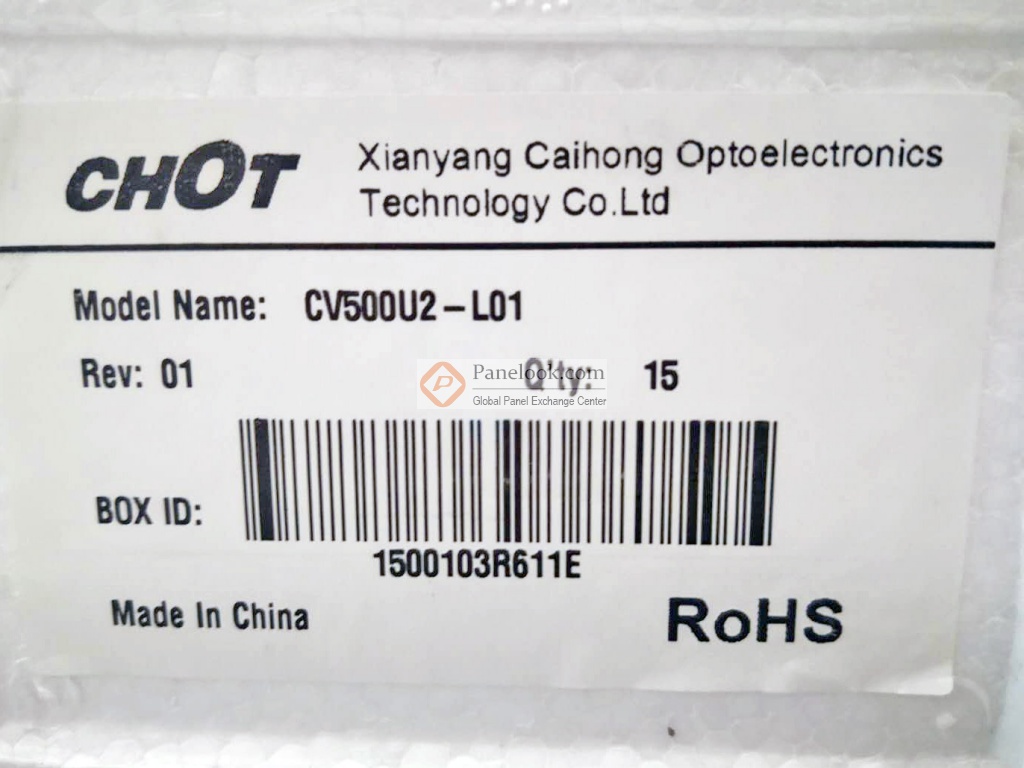 CHOT
Xianyang Caihong Optoelectronics
Technology Co.Ltd
Model Name: CV500U2-L01
Rev: 01 Q'ty: 15
Panelook.com
Global Panel Exchange Center
BOX ID:
1500103R611E
Made In China
RoHS